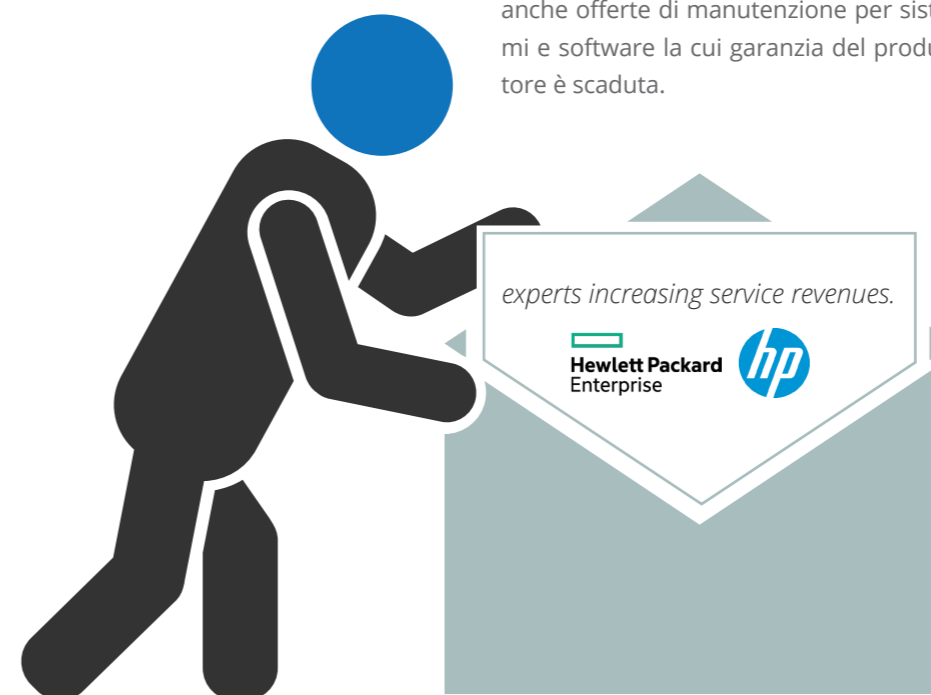 anche offerte di manutenzione per sist
mi e software la cui garanzia del produ
tore è scaduta.
experts increasing service revenues.
Hewlett Packard
Enterprise
hp